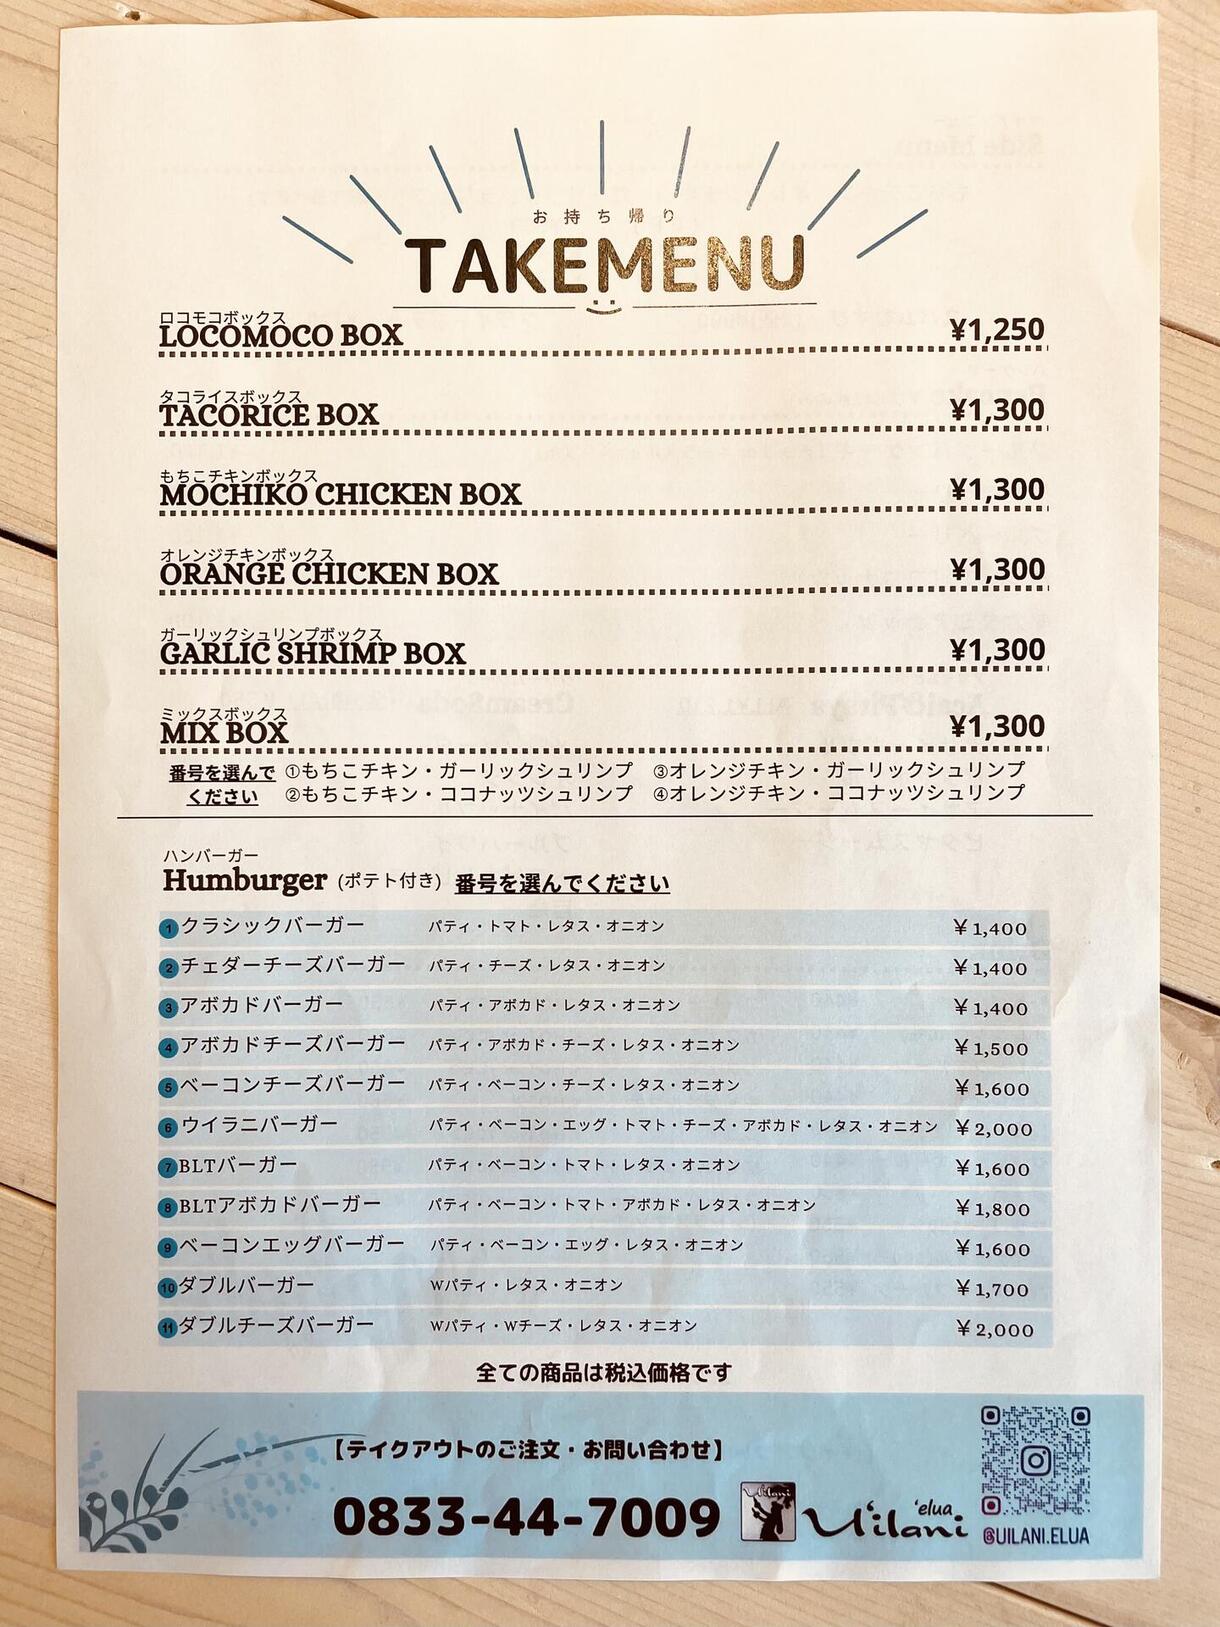 お持ち帰り
TAKEMENU
ロコモコボックス
LOCOMOCO BOX ¥1,250
タコライスボックス
TACORICE BOX ¥1,300
もちこチキンボックス
MOCHIKO CHICKEN BOX ¥1,300
オレンジチキンボックス
ORANGE CHICKEN BOX ¥1,300
ガーリックシュリンプボックス
GARLIC SHRIMP BOX ¥1,300
ミックスボックス
MIX BOX ¥1,300
番号を選んで ①もちこチキン・ガーリックシュリンプ ③オレンジチキン・ガーリックシュリンプ
ください ②もちこチキン・ココナッツシュリンプ ④オレンジチキン・ココナッツシュリンプ
ハンバーガー
Humburger (ポテト付き) 番号を選んでください
1 クラシックバーガー パティ・トマト・レタス・オニオン ¥1,400
2 チェダーチーズバーガー パティ・チーズ・レタス・オニオン ¥1,400
3 アボカドバーガー パティ・アボカド・レタス・オニオン ¥1,400
4 アボカドチーズバーガー パティ・アボカド・チーズ・レタス・オニオン ¥1,500
5 ベーコンチーズバーガー パティ・ベーコン・チーズ・レタス・オニオン ¥1,600
6 ウイラニバーガー パティ・ベーコン・エッグ・トマト・チーズ・アボカド・レタス・オニオン ¥2,000
7 BLTバーガー パティ・ベーコン・トマト・レタス・オニオン ¥1,600
8 BLTアボカドバーガー パティ・ベーコン・トマト・アボカド・レタス・オニオン ¥1,800
9 ベーコンエッグバーガー パティ・ベーコン・エッグ・レタス・オニオン ¥1,600
10 ダブルバーガー Wパティ・レタス・オニオン ¥1,700
11 ダブルチーズバーガー Wパティ・Wチーズ・レタス・オニオン ¥2,000
全ての商品は税込価格です
【テイクアウトのご注文・お問い合わせ】
0833-44-7009
U'ilani 'elua
@UILANI.ELUA